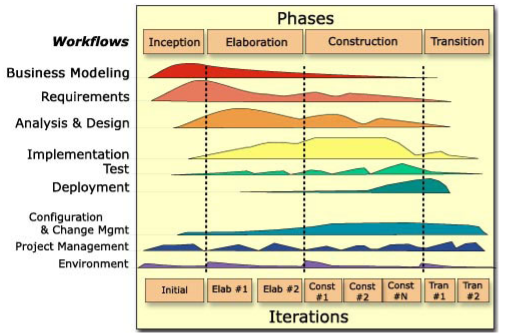 Phases
Workflows
Inception
Elaboration
Construction
Transition
Business Modeling
Requirements
Analysis & Design
Implementation
Test
Deployment
Configuration
& Change Mgmt
Project Management
Environment
Initial
Elab #1
Elab #2
Const
#1
Const
#2
Const
#N
Tran
#1
Tran
#2
Iterations